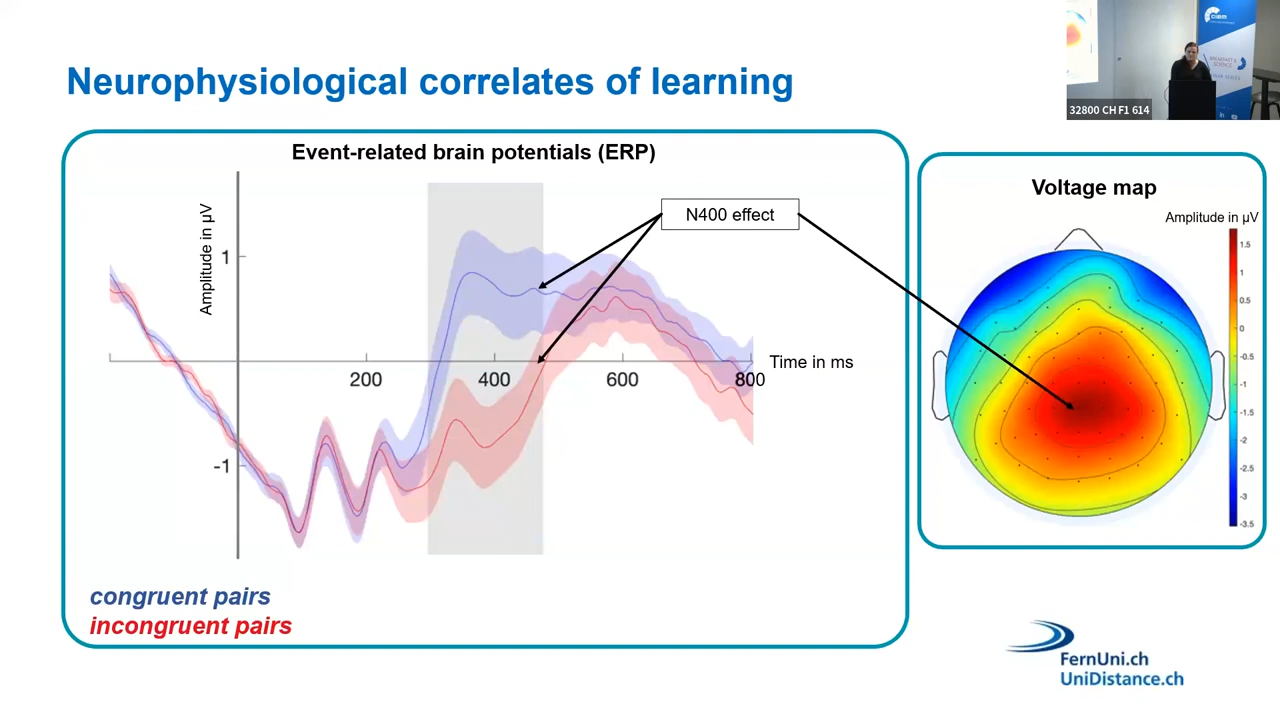 Neurophysiological correlates of learning
Event-related brain potentials (ERP)
Amplitude in µV
1
-1
200
400
600
800
Time in ms
N400 effect
congruent pairs
incongruent pairs
Voltage map
Amplitude in µV
1.5
1
0.5
0
-0.5
-1
-1.5
-2
-2.5
-3
-3.5
FernUni.ch
UniDistance.ch
32800 CH F1 614